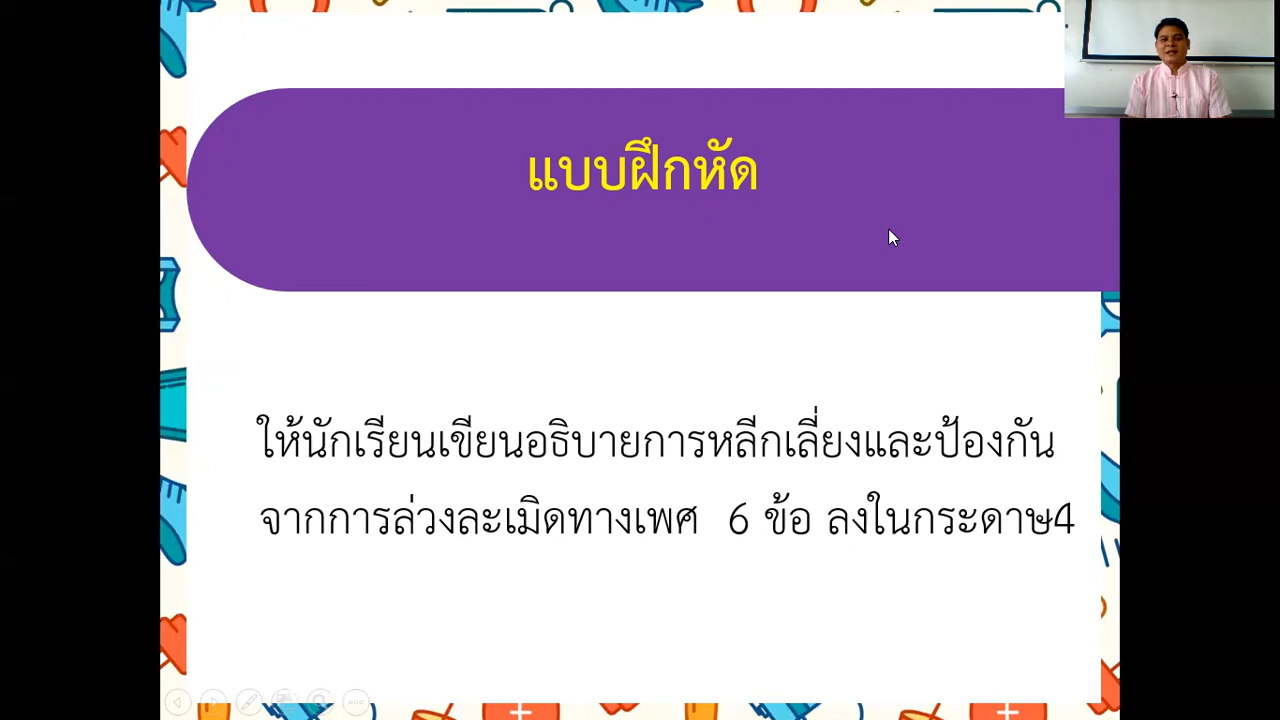 แบบฝึกหัด
ให้นักเรียนเขียนอธิบายการหลีกเลี่ยงและป้องกัน
จากการล่วงละเมิดทางเพศ 6 ข้อ ลงในกระดาษ4